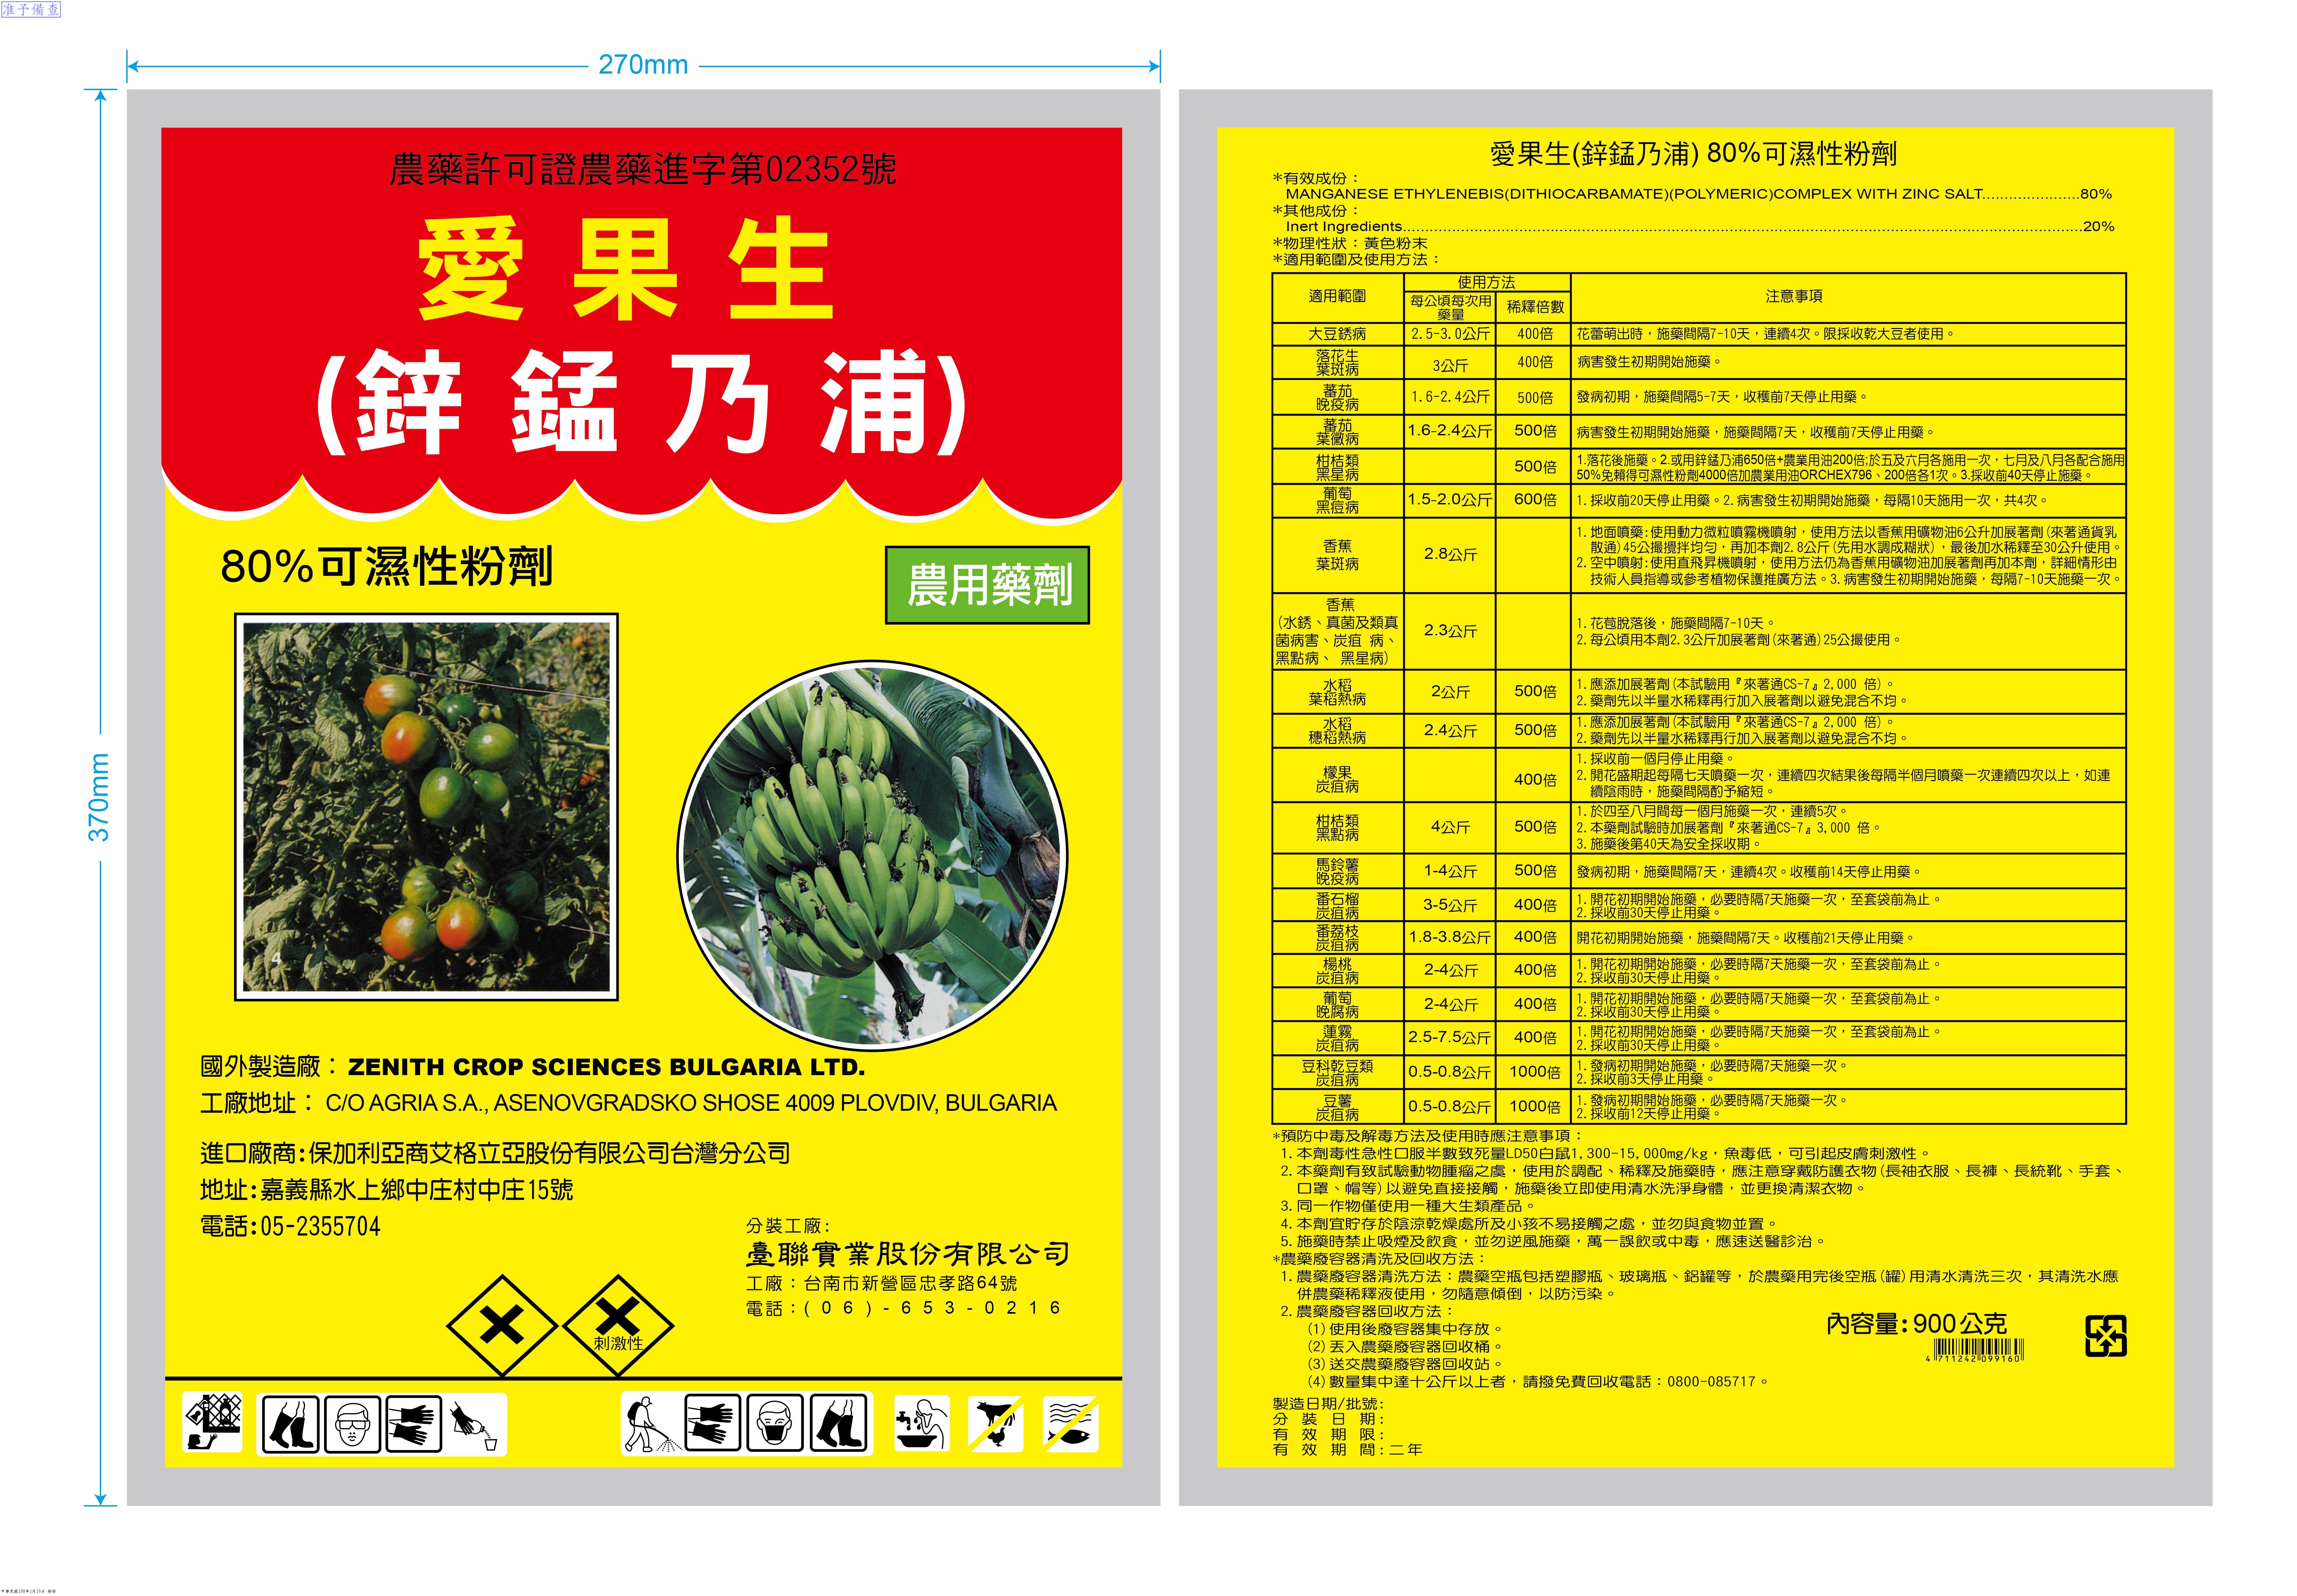 准予備查
270mm
370mm
農藥許可證農藥進字第02352號
愛果生
(鋅錳乃浦)
80%可濕性粉劑
農用藥劑
4
國外製造廠：ZENITH CROP SCIENCES BULGARIA LTD.
工廠地址：C/O AGRIA S.A., ASENOVGRADSKO SHOSE 4009 PLOVDIV, BULGARIA
進口廠商:保加利亞商艾格立亞股份有限公司台灣分公司
地址:嘉義縣水上鄉中庄村中庄15號
電話:05-2355704
分裝工廠:
臺聯實業股份有限公司
工廠：台南市新營區忠孝路64號
電話：(06)-653-0216
刺激性
愛果生(鋅錳乃浦) 80%可濕性粉劑
*有效成份：
MANGANESE ETHYLENEBIS(DITHIOCARBAMATE)(POLYMERIC)COMPLEX WITH ZINC SALT......................80%
*其他成份：
Inert Ingredients......................20%
*物理性狀：黃色粉末
*適用範圍及使用方法：
適用範圍 使用方法 注意事項
每公頃每次用藥量 稀釋倍數
大豆銹病 2.5-3.0公斤 400倍 花蕾萌出時，施藥間隔7-10天，連續4次。限採收乾大豆者使用。
落花生葉斑病 3公斤 400倍 病害發生初期開始施藥。
蕃茄晚疫病 1.6-2.4公斤 500倍 發病初期，施藥間隔5-7天，收穫前7天停止用藥。
蕃茄葉黴病 1.6-2.4公斤 500倍 病害發生初期開始施藥，施藥間隔7天，收穫前7天停止用藥。
柑桔類黑星病 500倍 1.落花後施藥。2.或用鋅錳乃浦650倍+農業用油200倍:於五及六月各施用一次，七月及八月各配合施用
50%免賴得可濕性粉劑4000倍加農業用油ORCHEX796、200倍各1次。3.採收前40天停止施藥。
葡萄黑痘病 1.5-2.0公斤 600倍 1.採收前20天停止用藥。2.病害發生初期開始施藥，每隔10天施用一次，共4次。
香蕉葉斑病 2.8公斤 1.地面噴藥:使用動力微粒噴霧機噴射，使用方法以香蕉用礦物油6公升加展著劑(來著通貨乳
散通)45公撮攪拌均勻，再加本劑2.8公斤(先用水調成糊狀)，最後加水稀釋至30公升使用。
2.空中噴射:使用直飛昇機噴射，使用方法仍為香蕉用礦物油加展著劑再加本劑，詳細情形由
技術人員指導或參考植物保護推廣方法。3.病害發生初期開始施藥，每隔7-10天施藥一次。
香蕉
(水銹、真菌及類真
菌病害、炭疽 病、
黑點病、 黑星病) 2.3公斤 1.花苞脫落後，施藥間隔7-10天。
2.每公頃用本劑2.3公斤加展著劑(來著通)25公撮使用。
水稻葉稻熱病 2公斤 500倍 1.應添加展著劑(本試驗用『來著通CS-7』2,000 倍)。
2.藥劑先以半量水稀釋再行加入展著劑以避免混合不均。
水稻穗稻熱病 2.4公斤 500倍 1.應添加展著劑(本試驗用『來著通CS-7』2,000 倍)。
2.藥劑先以半量水稀釋再行加入展著劑以避免混合不均。
檬果炭疽病 400倍 1.採收前一個月停止用藥。
2.開花盛期起每隔七天噴藥一次，連續四次結果後每隔半個月噴藥一次連續四次以上，如連
續陰雨時，施藥間隔酌予縮短。
柑桔類黑點病 4公斤 500倍 1.於四至八月間每一個月施藥一次，連續5次。
2.本藥劑試驗時加展著劑『來著通CS-7』3,000 倍。
3.施藥後第40天為安全採收期。
馬鈴薯晚疫病 1-4公斤 500倍 發病初期，施藥間隔7天，連續4次。收穫前14天停止用藥。
番石榴炭疽病 3-5公斤 400倍 1.開花初期開始施藥，必要時隔7天施藥一次，至套袋前為止。
2.採收前30天停止用藥。
番荔枝炭疽病 1.8-3.8公斤 400倍 開花初期開始施藥，施藥間隔7天。收穫前21天停止用藥。
楊桃炭疽病 2-4公斤 400倍 1.開花初期開始施藥，必要時隔7天施藥一次，至套袋前為止。
2.採收前30天停止用藥。
葡萄晚腐病 2-4公斤 400倍 1.開花初期開始施藥，必要時隔7天施藥一次，至套袋前為止。
2.採收前30天停止用藥。
蓮霧炭疽病 2.5-7.5公斤 400倍 1.開花初期開始施藥，必要時隔7天施藥一次，至套袋前為止。
2.採收前30天停止用藥。
豆科乾豆類炭疽病 0.5-0.8公斤 1000倍 1.發病初期開始施藥，必要時隔7天施藥一次。
2.採收前3天停止用藥。
豆薯炭疽病 0.5-0.8公斤 1000倍 1.發病初期開始施藥，必要時隔7天施藥一次。
2.採收前12天停止用藥。
*預防中毒及解毒方法及使用時應注意事項：
1.本劑毒性急性口服半數致死量LD50白鼠1,300-15,000mg/kg，魚毒低，可引起皮膚刺激性。
2.本藥劑有致試驗動物腫瘤之虞，使用於調配、稀釋及施藥時，應注意穿戴防護衣物(長袖衣服、長褲、長統靴、手套、
口罩、帽等)以避免直接接觸，施藥後立即使用清水洗淨身體，並更換清潔衣物。
3.同一作物僅使用一種大生類產品。
4.本劑宜貯存於陰涼乾燥處所及小孩不易接觸之處，並勿與食物並置。
5.施藥時禁止吸煙及飲食，並勿逆風施藥，萬一誤飲或中毒，應速送醫診治。
*農藥廢容器清洗及回收方法：
1.農藥廢容器清洗方法：農藥空瓶包括塑膠瓶、玻璃瓶、鋁罐等，於農藥用完後空瓶(罐)用清水清洗三次，其清洗水應
併農藥稀釋液使用，勿隨意傾倒，以防污染。
2.農藥廢容器回收方法：
(1)使用後廢容器集中存放。
(2)丟入農藥廢容器回收桶。
(3)送交農藥廢容器回收站。
(4)數量集中達十公斤以上者，請撥免費回收電話：0800-085717。
內容量:900公克
4 711242 099160
製造日期/批號:
分裝日期:
有效期限:
有效期間:二年